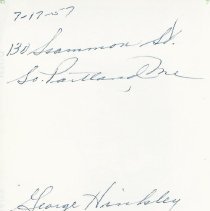 7-17-57
130 Scammon St.
So. Portland, Me
George Hinkley